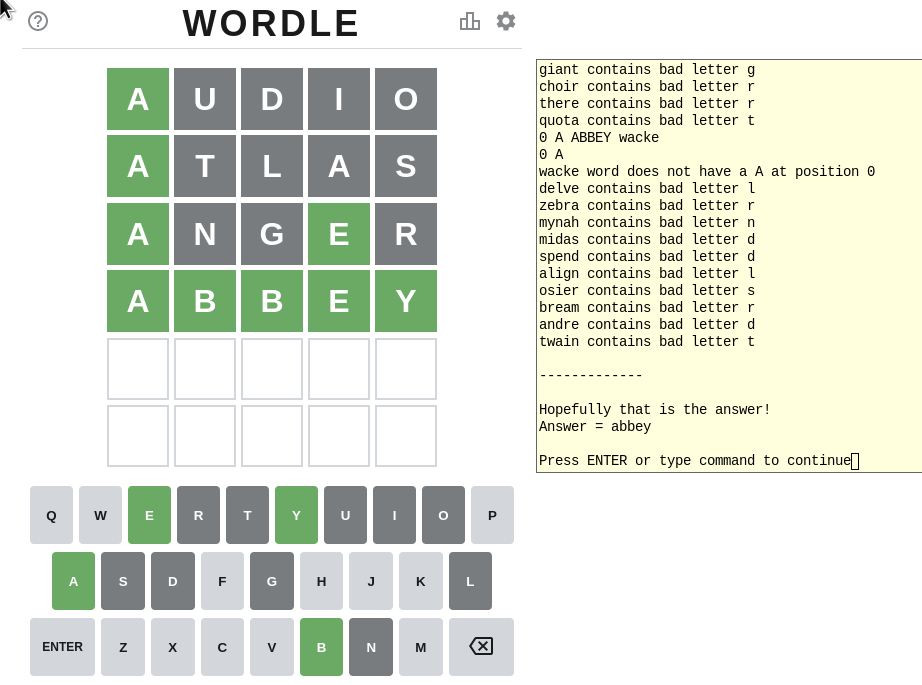 WORDLE
A U D I O
A T L A S
A N G E R
A B B E Y
Q W E R T Y U I O P
A S D F G H J K L
ENTER Z X C V B N M
giant contains bad letter g
choir contains bad letter r
there contains bad letter r
quota contains bad letter t
0 A ABBEY wacke
0 A
wacke word does not have a A at position 0
delve contains bad letter l
zebra contains bad letter r
mynah contains bad letter n
midas contains bad letter d
spend contains bad letter d
align contains bad letter l
osier contains bad letter s
bream contains bad letter r
andre contains bad letter d
twain contains bad letter t
-------------
Hopefully that is the answer!
Answer = abbey
Press ENTER or type command to continue